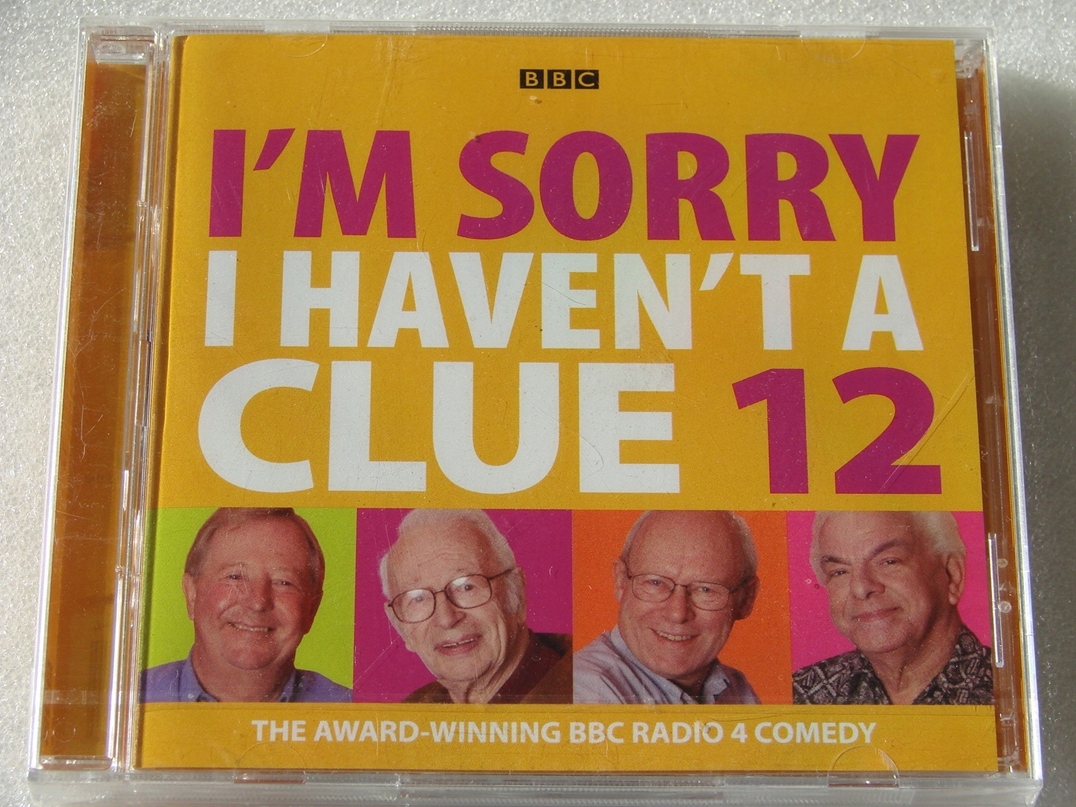 BBC
I'M SORRY
I HAVEN'T A
CLUE 12
THE AWARD-WINNING BBC RADIO 4 COMEDY